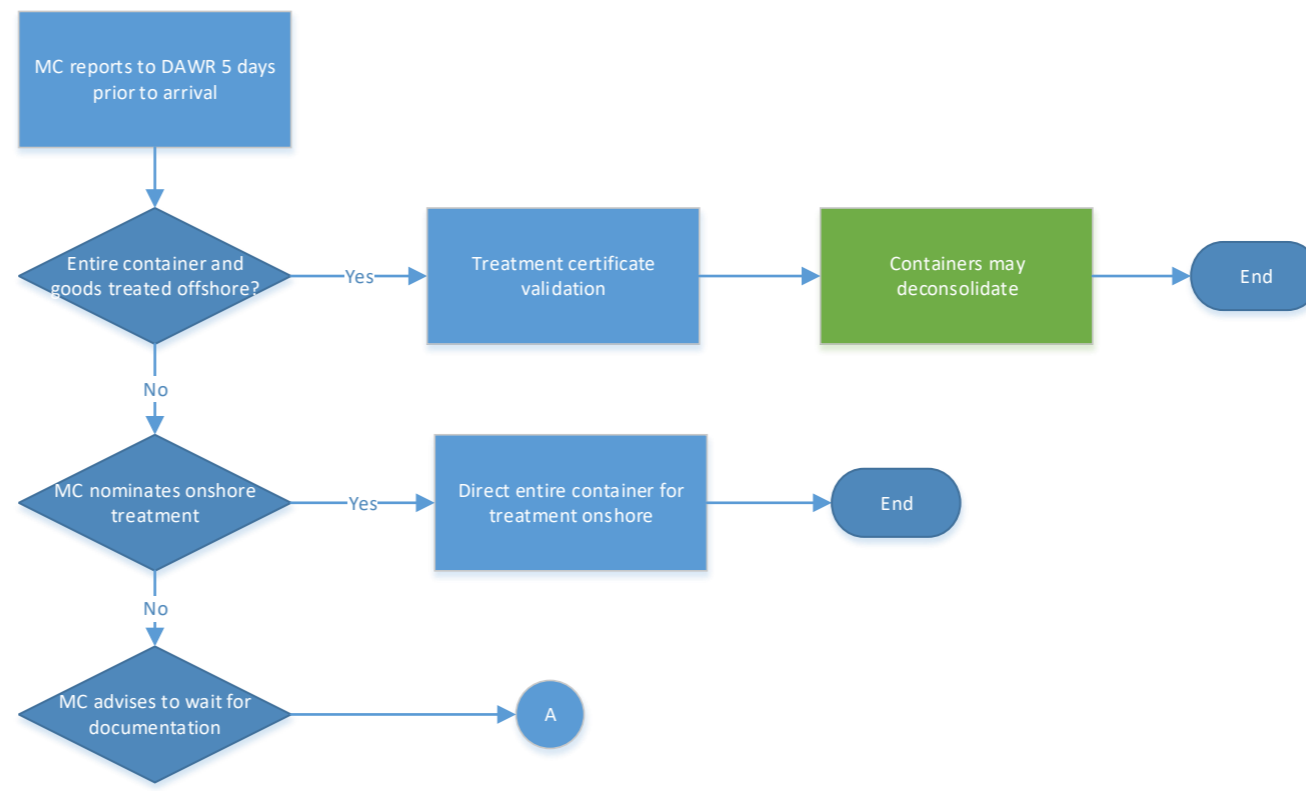 MC reports to DAWR 5 days
prior to arrival
Entire container and
goods treated offshore?
Yes
Treatment certificate
validation
Containers may
deconsolidate
End
No
MC nominates onshore
treatment
Yes
Direct entire container for
treatment onshore
End
No
MC advises to wait for
documentation
A